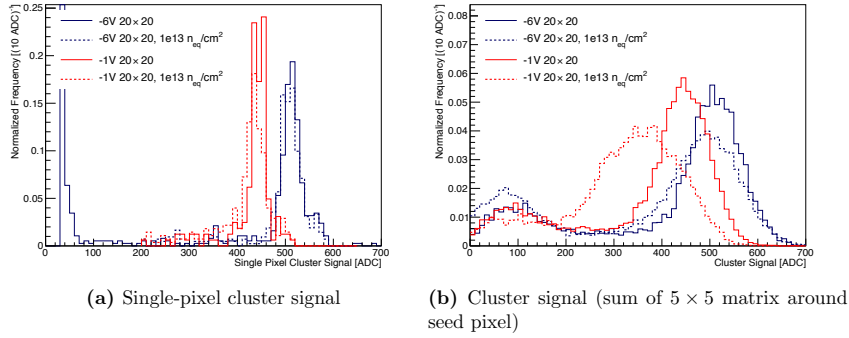 Normalized Frequency [(10 ADC)⁻¹]
0.25
0.2
0.15
0.1
0.05
0
-6V 20×20
-6V 20×20, 1e13 n_eq/cm²
-1V 20×20
-1V 20×20, 1e13 n_eq/cm²
0 100 200 300 400 500 600 700
Single Pixel Cluster Signal [ADC]
(a) Single-pixel cluster signal
Normalized Frequency [(10 ADC)⁻¹]
0.08
0.06
0.05
0.04
0.03
0.02
0.01
0
-6V 20×20
-6V 20×20, 1e13 n_eq/cm²
-1V 20×20
-1V 20×20, 1e13 n_eq/cm²
0 100 200 300 400 500 600 700
Cluster Signal [ADC]
(b) Cluster signal (sum of 5 × 5 matrix around
seed pixel)